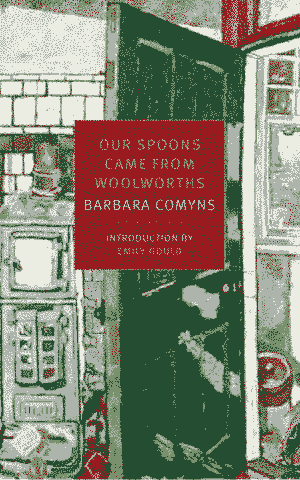 OUR SPOONS
CAME FROM
WOOLWORTHS
BARBARA COMYNS
INTRODUCTION BY
EMILY GOULD